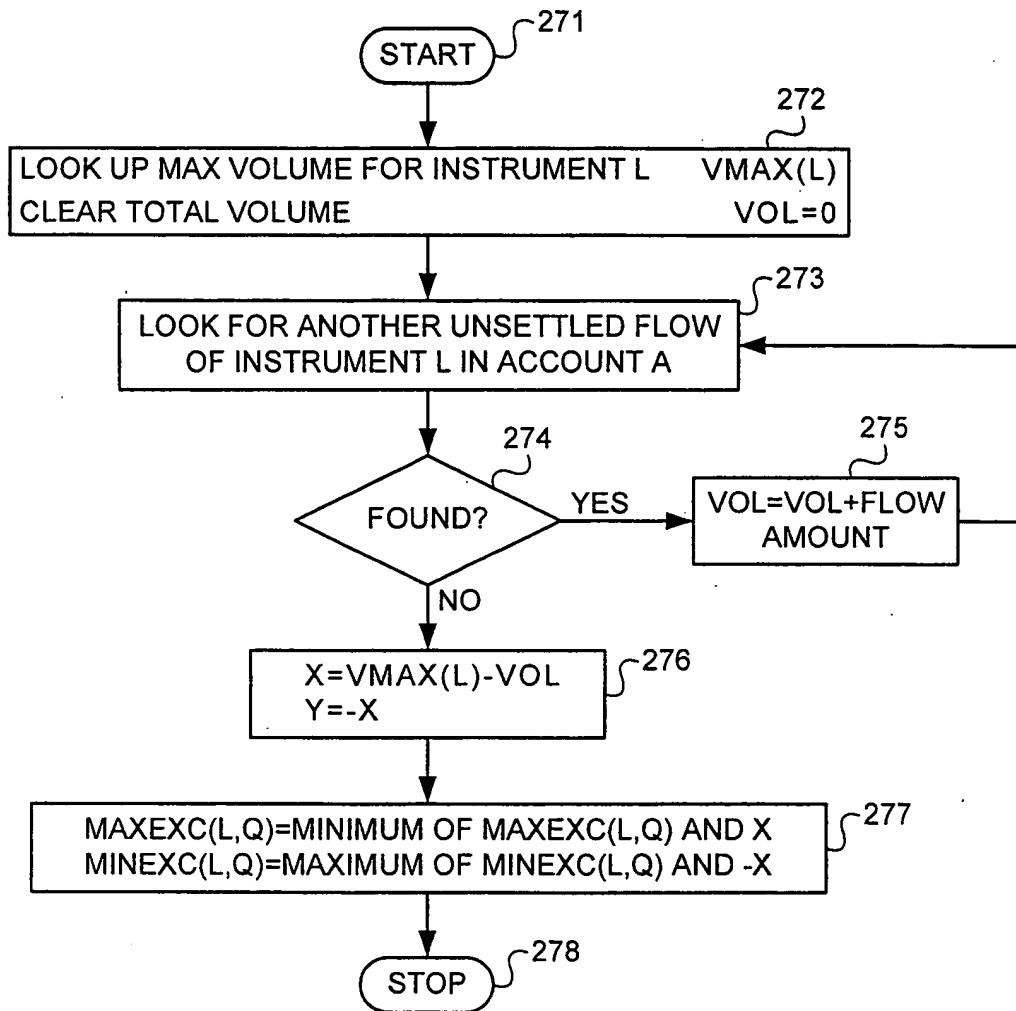 START
271
272
LOOK UP MAX VOLUME FOR INSTRUMENT L VMAX(L)
CLEAR TOTAL VOLUME VOL=0
273
LOOK FOR ANOTHER UNSETTLED FLOW
OF INSTRUMENT L IN ACCOUNT A
274
FOUND?
YES
275
VOL=VOL+FLOW
AMOUNT
NO
276
X=VMAX(L)-VOL
Y=-X
277
MAXEXC(L,Q)=MINIMUM OF MAXEXC(L,Q) AND X
MINEXC(L,Q)=MAXIMUM OF MINEXC(L,Q) AND -X
STOP
278